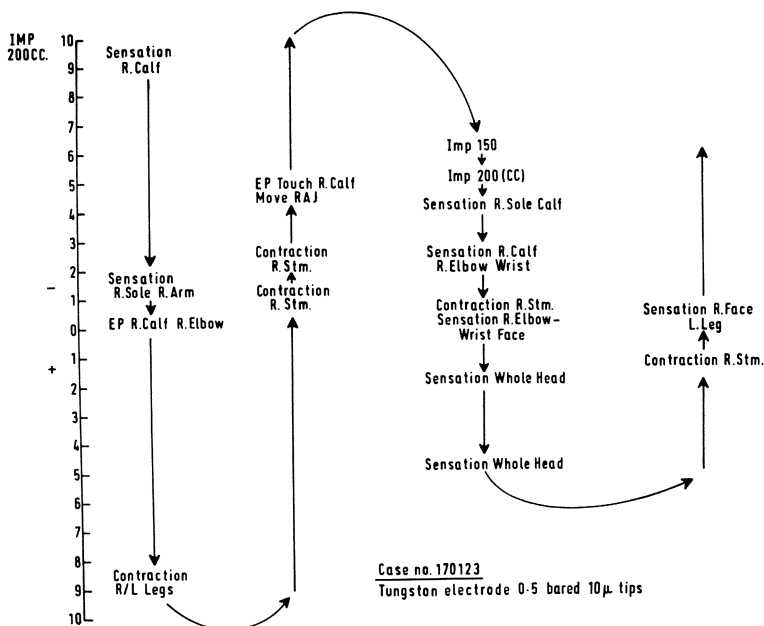 IMP
200CC.
10
9
8
7
6
5
4
3
2
1
0
1
2
3
4
5
6
7
8
9
10
−
+
Sensation
R.Calf
Sensation
R.Sole R.Arm
EP R.Calf R.Elbow
Contraction
R/L Legs
EP Touch R.Calf
Move RAJ
Contraction
R.Stm.
Contraction
R.Stm.
Imp 150
Imp 200(CC)
Sensation R.Sole Calf
Sensation R.Calf
R.Elbow Wrist
Contraction R.Stm.
Sensation R.Elbow-
Wrist Face
Sensation Whole Head
Sensation Whole Head
Sensation R.Face
L.Leg
Contraction R.Stm.
Case no. 170123
Tungston electrode 0·5 bared 10μ tips